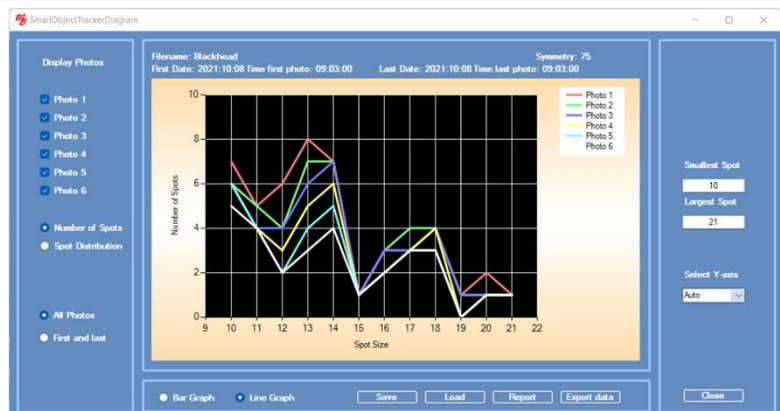 SmallObjectTrackerDiagram
Display Photos
Photo 1
Photo 2
Photo 3
Photo 4
Photo 5
Photo 6
Number of Spots
Spot Distribution
All Photos
First and last
Filename: Blackhead Symmetry: 75
First Date: 2021:10:08 Time first photo: 09:03:00 Last Date: 2021:10:08 Time last photo: 09:03:00
Number of Spots
10
8
6
4
2
0
9 10 11 12 13 14 15 16 17 18 19 20 21 22
Spot Size
Photo 1
Photo 2
Photo 3
Photo 4
Photo 5
Photo 6
Bar Graph Line Graph Save Load Report Export data
Smallest Spot
10
Largest Spot
21
Select Y-axis
Auto
Close